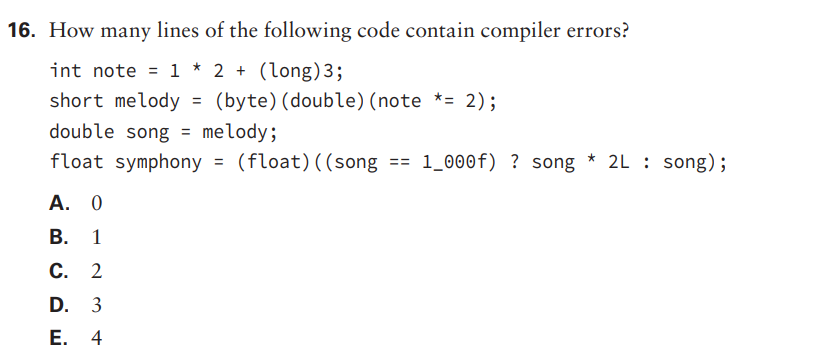 16. How many lines of the following code contain compiler errors?
int note = 1 * 2 + (long)3;
short melody = (byte)(double)(note *= 2);
double song = melody;
float symphony = (float)((song == 1_000f) ? song * 2L : song);
A. 0
B. 1
C. 2
D. 3
E. 4